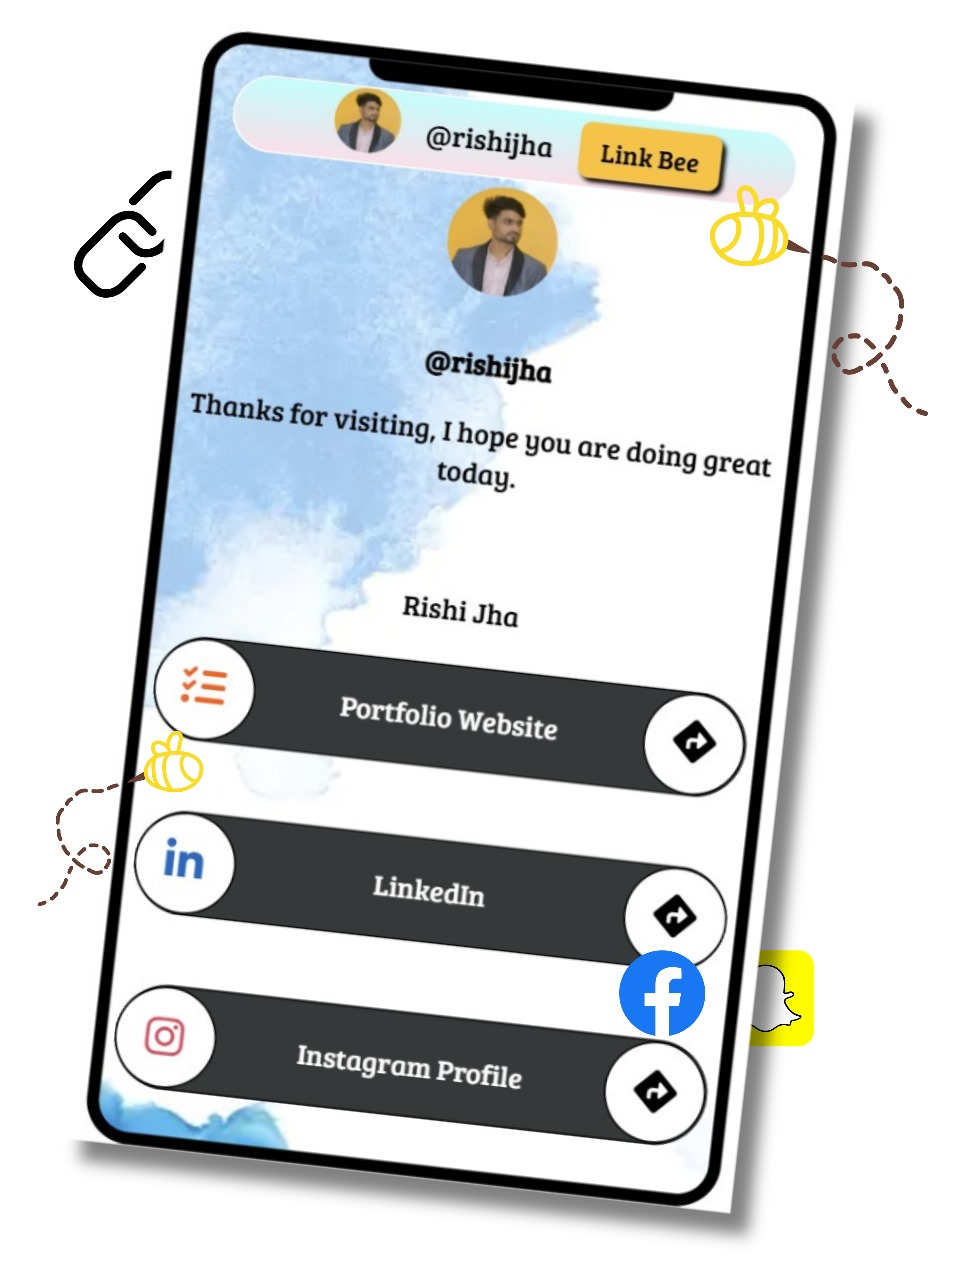 @rishijha
Link Bee
@rishijha
Thanks for visiting, I hope you are doing great
today.
Rishi Jha
Portfolio Website
in
LinkedIn
Instagram Profile